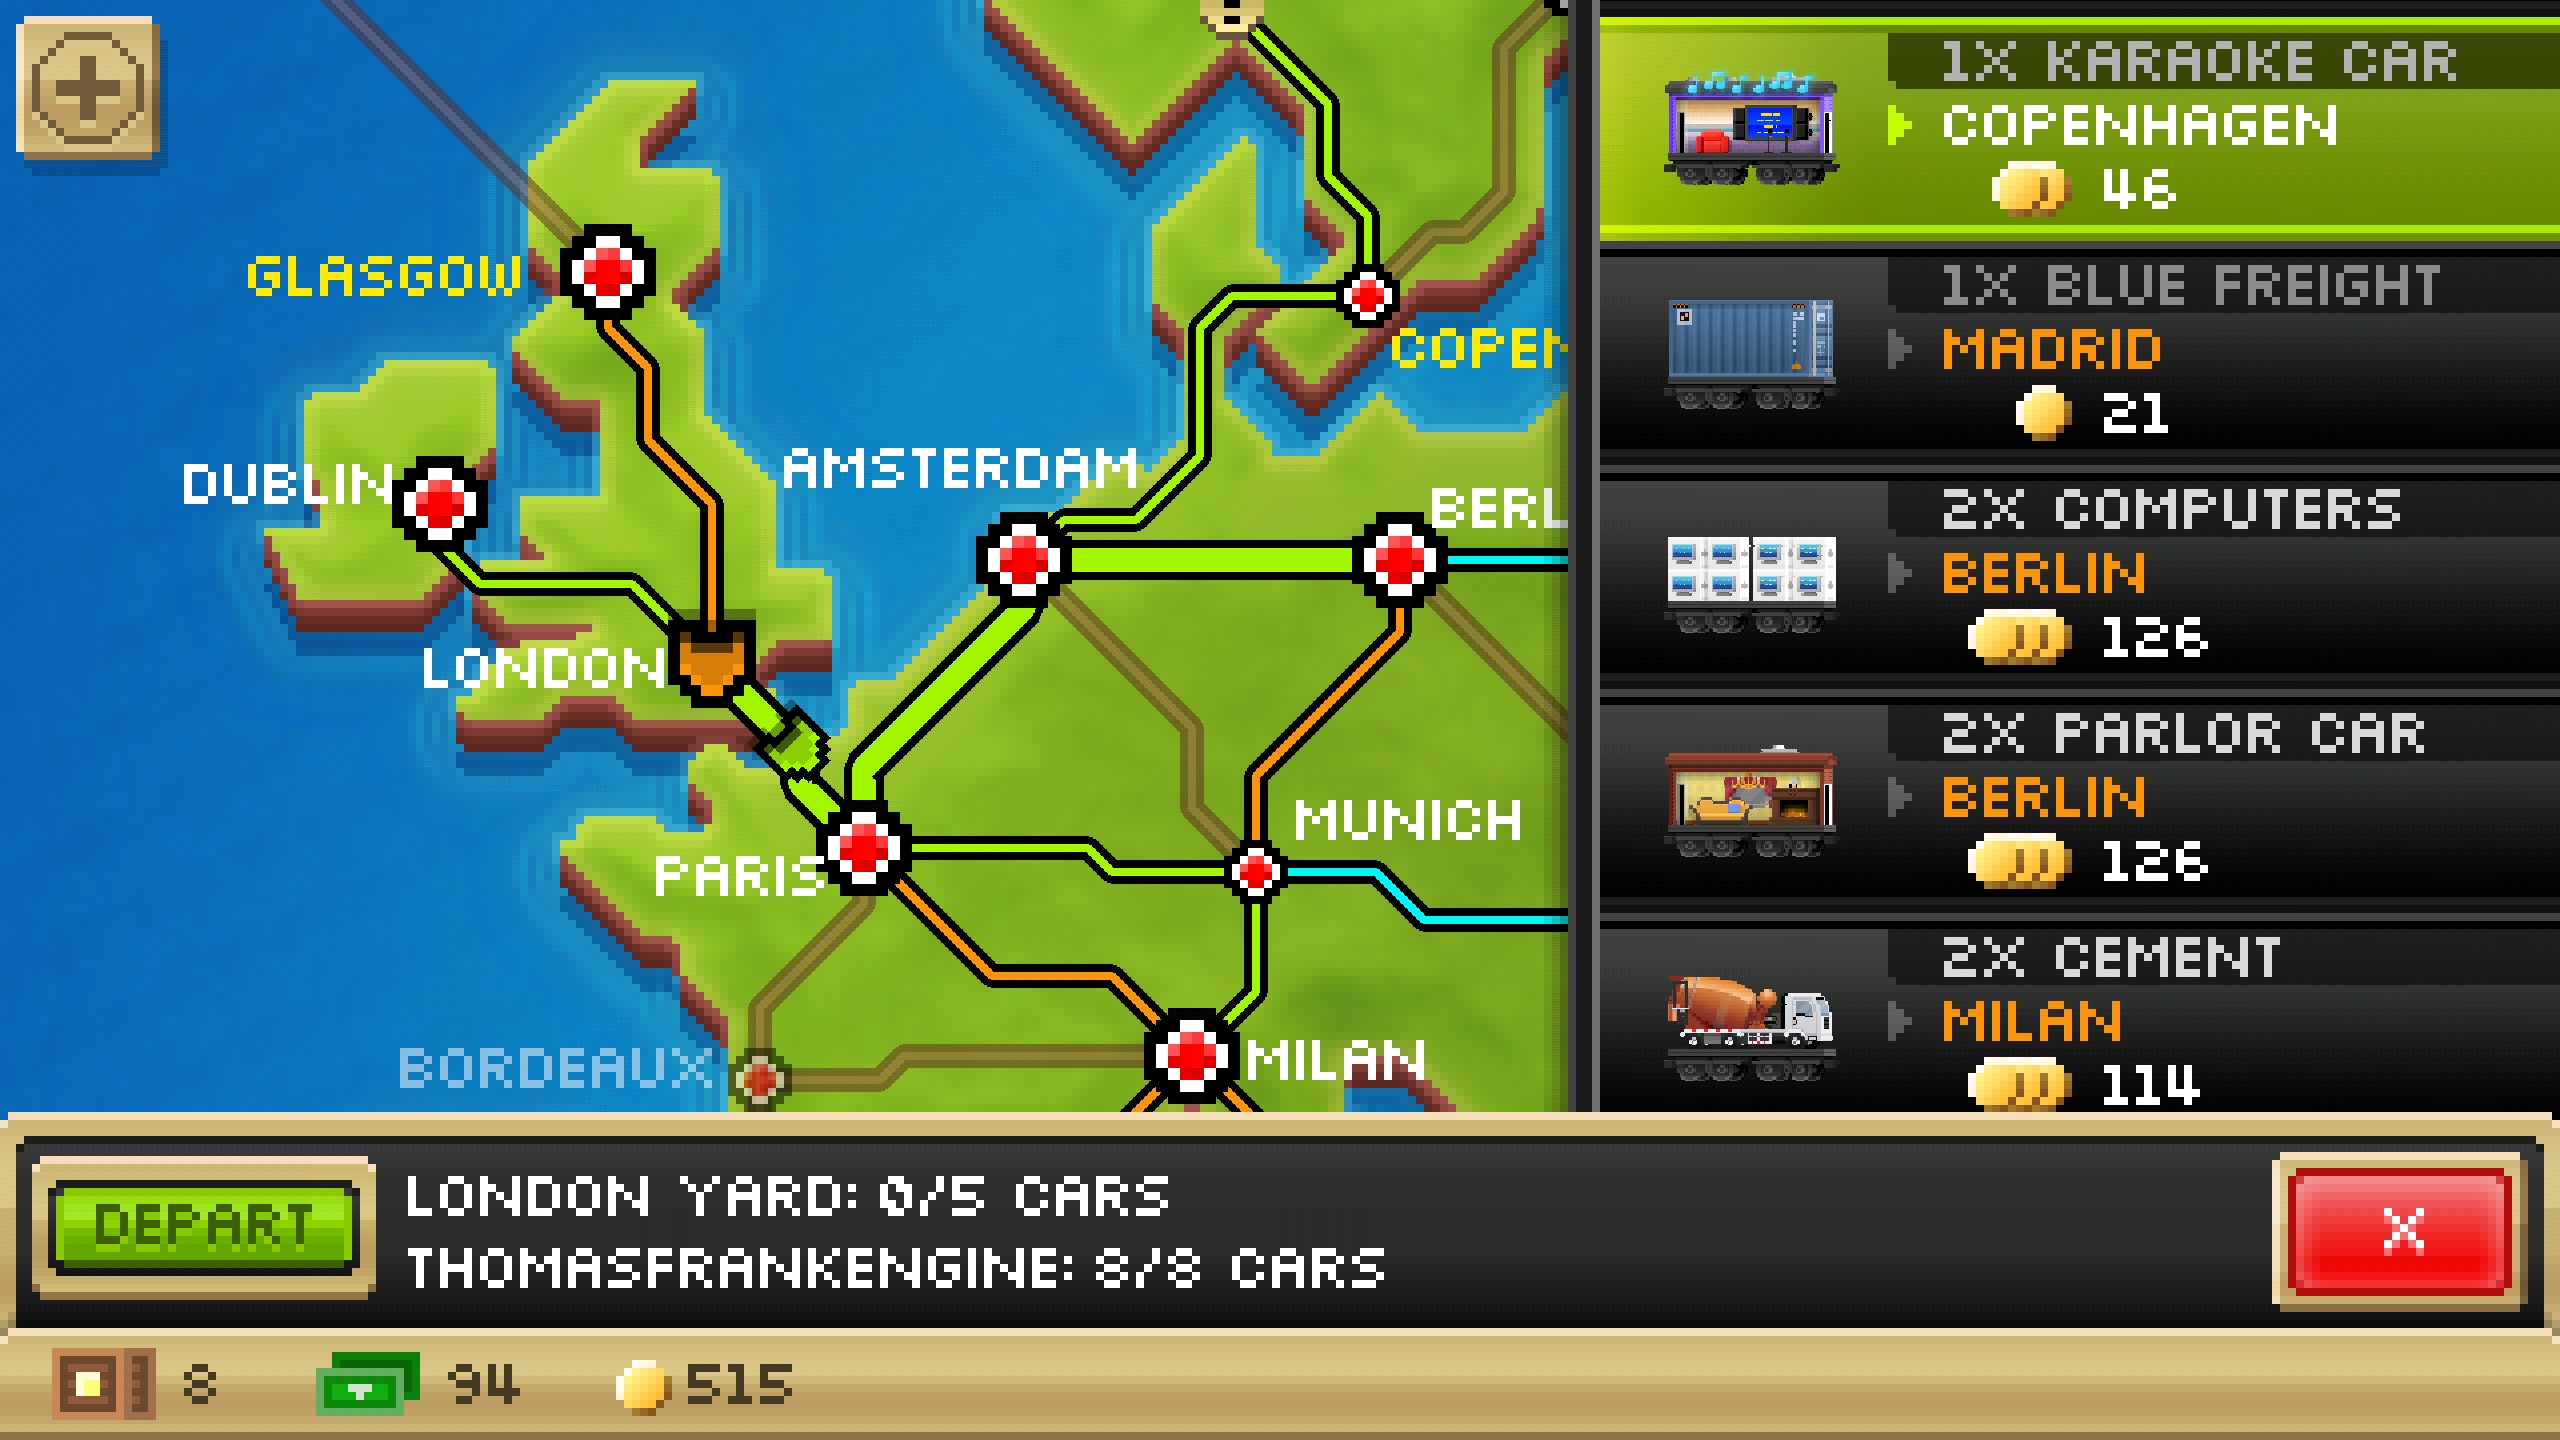 GLASGOW
DUBLIN
AMSTERDAM
BERL
COPEN
LONDON
PARIS
MUNICH
BORDEAUX
MILAN
1X KARAOKE CAR
COPENHAGEN
46
1X BLUE FREIGHT
MADRID
21
2X COMPUTERS
BERLIN
126
2X PARLOR CAR
BERLIN
126
2X CEMENT
MILAN
114
DEPART
LONDON YARD: 0/5 CARS
THOMASFRANKENGINE: 8/8 CARS
X
8
94
515